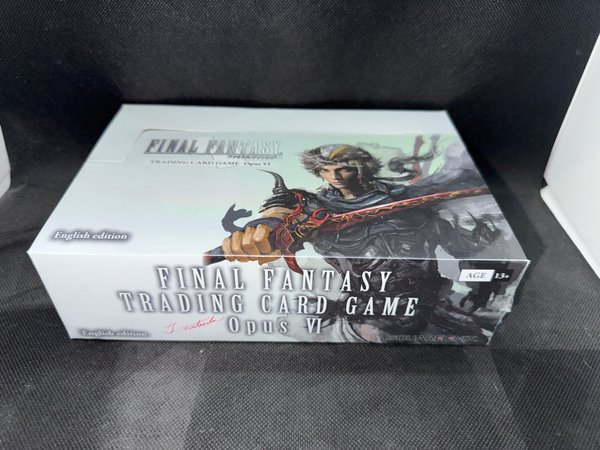 FINAL FANTASY
TRADING CARD GAME Opus VI
English edition
AGE 13+
FINAL FANTASY
TRADING CARD GAME
Opus VI
English edition
SQUARE ENIX